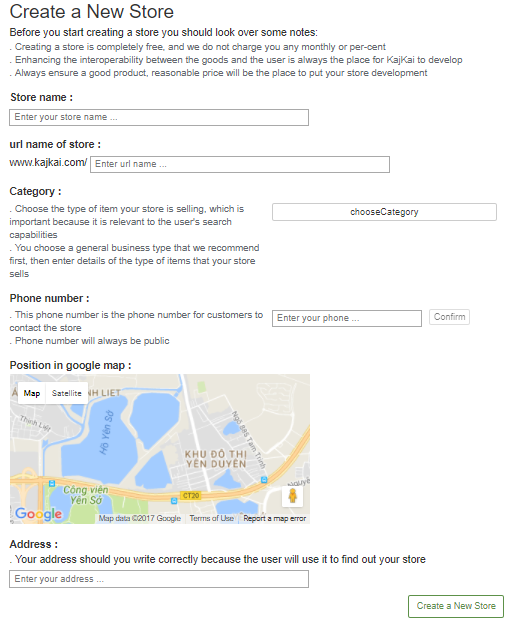 Create a New Store
Before you start creating a store you should look over some notes:
. Creating a store is completely free, and we do not charge you any monthly or per-cent
. Enhancing the interoperability between the goods and the user is always the place for KajKai to develop
. Always ensure a good product, reasonable price will be the place to put your store development
Store name :
Enter your store name ...
url name of store :
www.kajkai.com/ Enter url name ...
Category :
. Choose the type of item your store is selling, which is
important because it is relevant to the user's search
capabilities
. You choose a general business type that we recommend
first, then enter details of the type of items that your store
sells
chooseCategory
Phone number :
. This phone number is the phone number for customers to
contact the store
. Phone number will always be public
Enter your phone ...
Confirm
Position in google map :
Map Satellite
NH LIET
Thịnh Liệt
Hồ Yên Sở
Ngõ 885 Tam Trinh
KHU ĐÔ THỊ
YÊN DUYÊN
Nguyễ
CT20
Công viên
Yên Sở
Google
Map data ©2017 Google Terms of Use Report a map error
Address :
. Your address should you write correctly because the user will use it to find out your store
Enter your address ...
Create a New Store